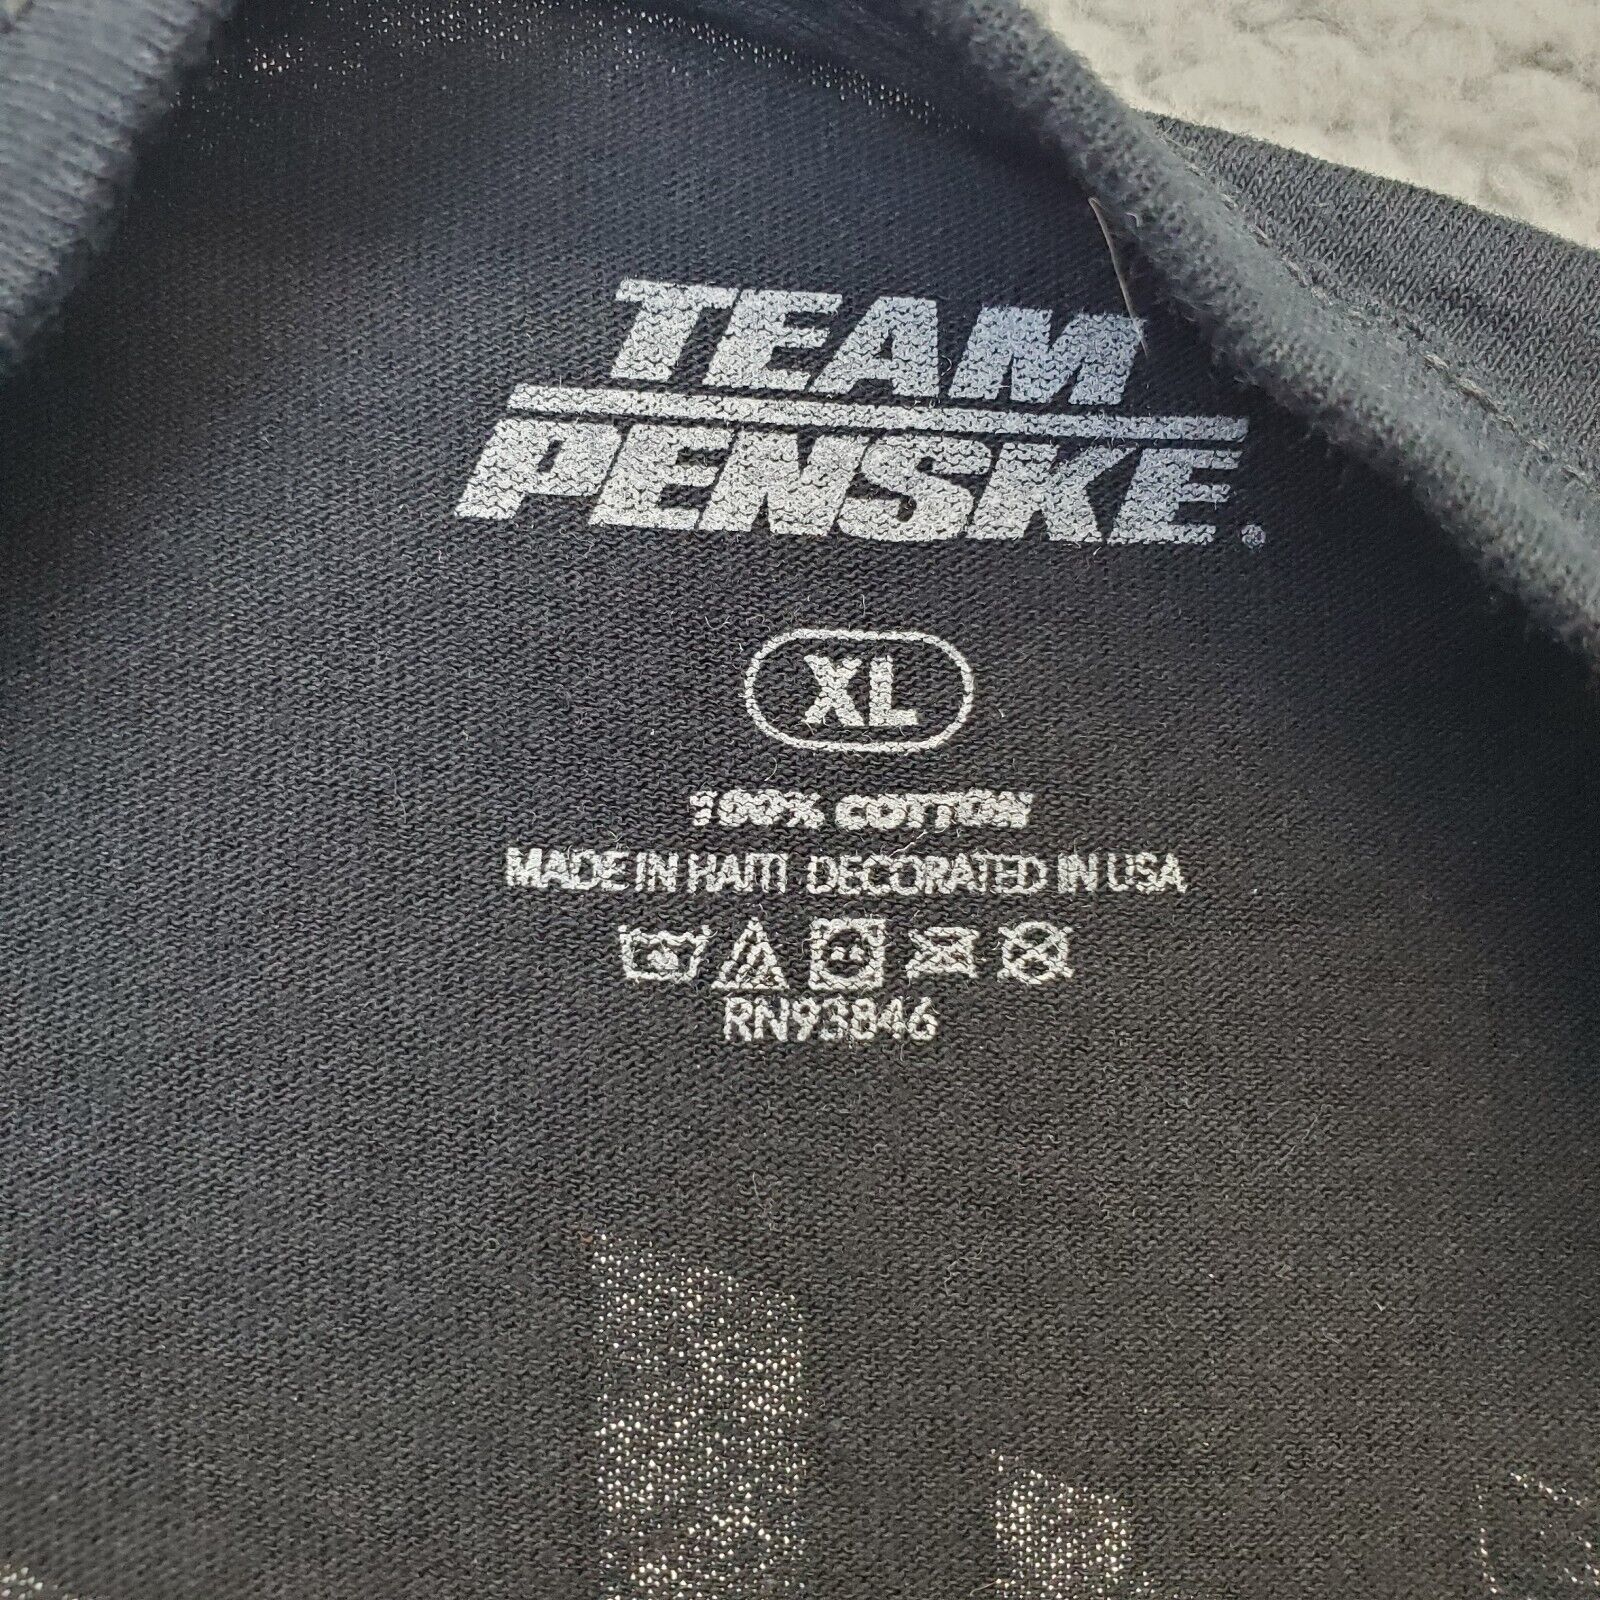 TEAM
PENSKE.
XL
100% COTTON
MADE IN HAITI DECORATED IN USA
RN93846